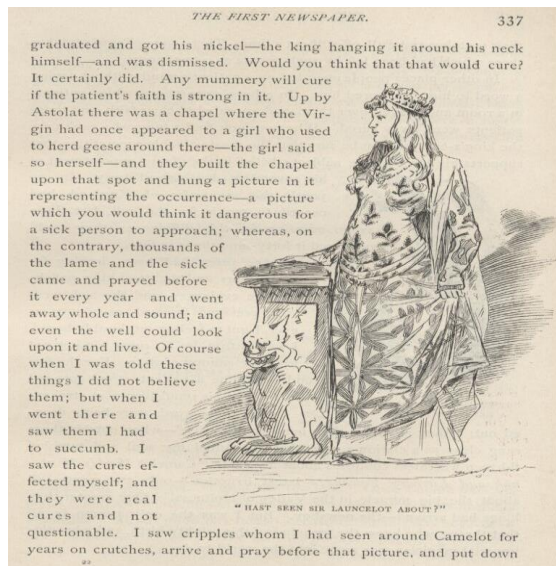 THE FIRST NEWSPAPER.
337
graduated and got his nickel—the king hanging it around his neck
himself—and was dismissed. Would you think that that would cure?
It certainly did. Any mummery will cure
if the patient's faith is strong in it. Up by
Astolat there was a chapel where the Vir-
gin had once appeared to a girl who used
to herd geese around there—the girl said
so herself—and they built the chapel
upon that spot and hung a picture in it
representing the occurrence—a picture
which you would think it dangerous for
a sick person to approach; whereas, on
the contrary, thousands of
the lame and the sick
came and prayed before
it every year and went
away whole and sound; and
even the well could look
upon it and live. Of course
when I was told these
things I did not believe
them; but when I
went there and
saw them I had
to succumb. I
saw the cures ef-
fected myself; and
they were real
cures and not
questionable. I saw cripples whom I had seen around Camelot for
years on crutches, arrive and pray before that picture, and put down
"HAST SEEN SIR LAUNCELOT ABOUT?"